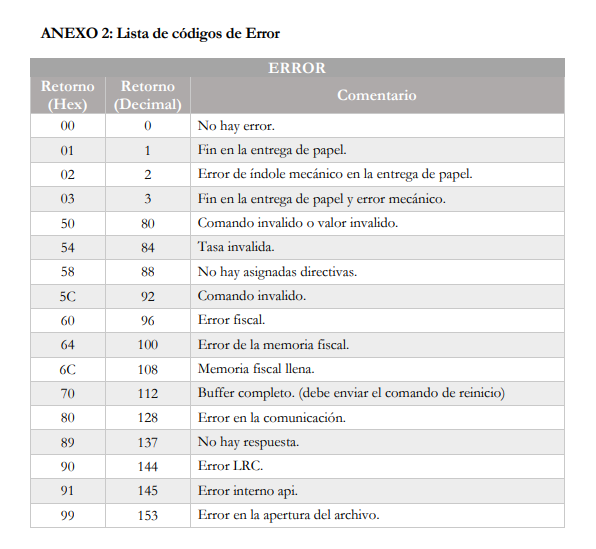 ANEXO 2: Lista de códigos de Error
ERROR
Retorno (Hex) Retorno (Decimal) Comentario
00 0 No hay error.
01 1 Fin en la entrega de papel.
02 2 Error de índole mecánico en la entrega de papel.
03 3 Fin en la entrega de papel y error mecánico.
50 80 Comando invalido o valor invalido.
54 84 Tasa invalida.
58 88 No hay asignadas directivas.
5C 92 Comando invalido.
60 96 Error fiscal.
64 100 Error de la memoria fiscal.
6C 108 Memoria fiscal llena.
70 112 Buffer completo. (debe enviar el comando de reinicio)
80 128 Error en la comunicación.
89 137 No hay respuesta.
90 144 Error LRC.
91 145 Error interno api.
99 153 Error en la apertura del archivo.